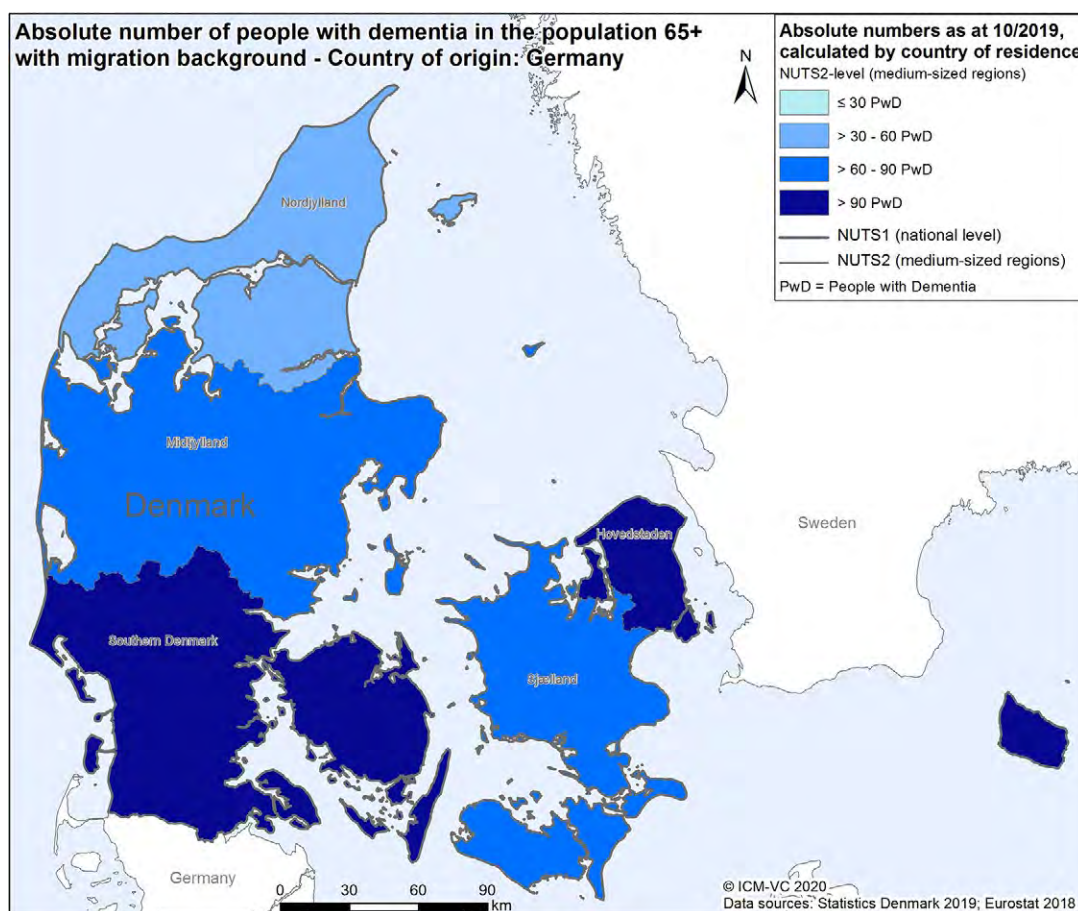 Absolute number of people with dementia in the population 65+
with migration background - Country of origin: Germany
N
Absolute numbers as at 10/2019,
calculated by country of residence
NUTS2-level (medium-sized regions)
≤ 30 PwD
> 30 - 60 PwD
> 60 - 90 PwD
> 90 PwD
NUTS1 (national level)
NUTS2 (medium-sized regions)
PwD = People with Dementia
Nordjylland
Midtjylland
Denmark
Hovedstaden
Sweden
Southern Denmark
Sjælland
Germany
0 30 60 90
km
© ICM-VC 2020
Data sources: Statistics Denmark 2019; Eurostat 2018